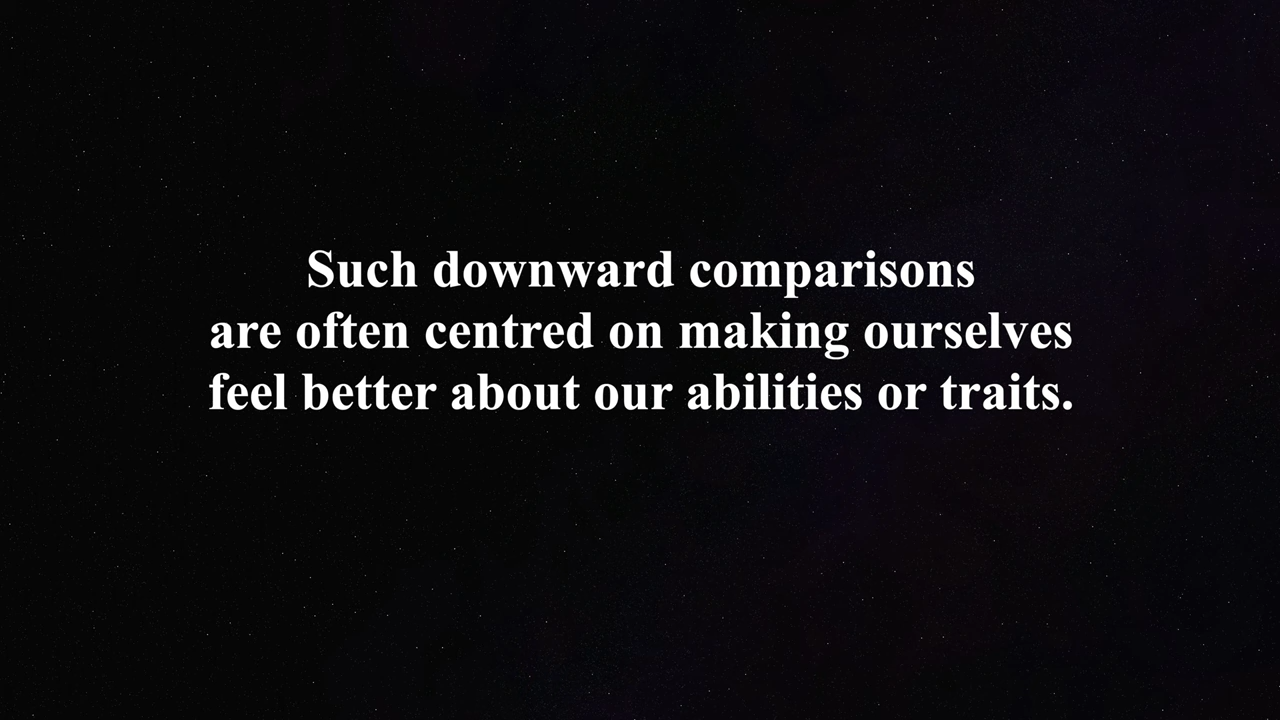 Such downward comparisons
are often centred on making ourselves
feel better about our abilities or traits.